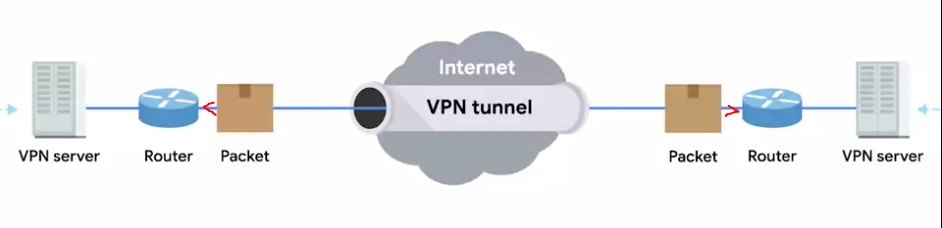 Internet
VPN tunnel
VPN server
Router
Packet
Packet
Router
VPN server